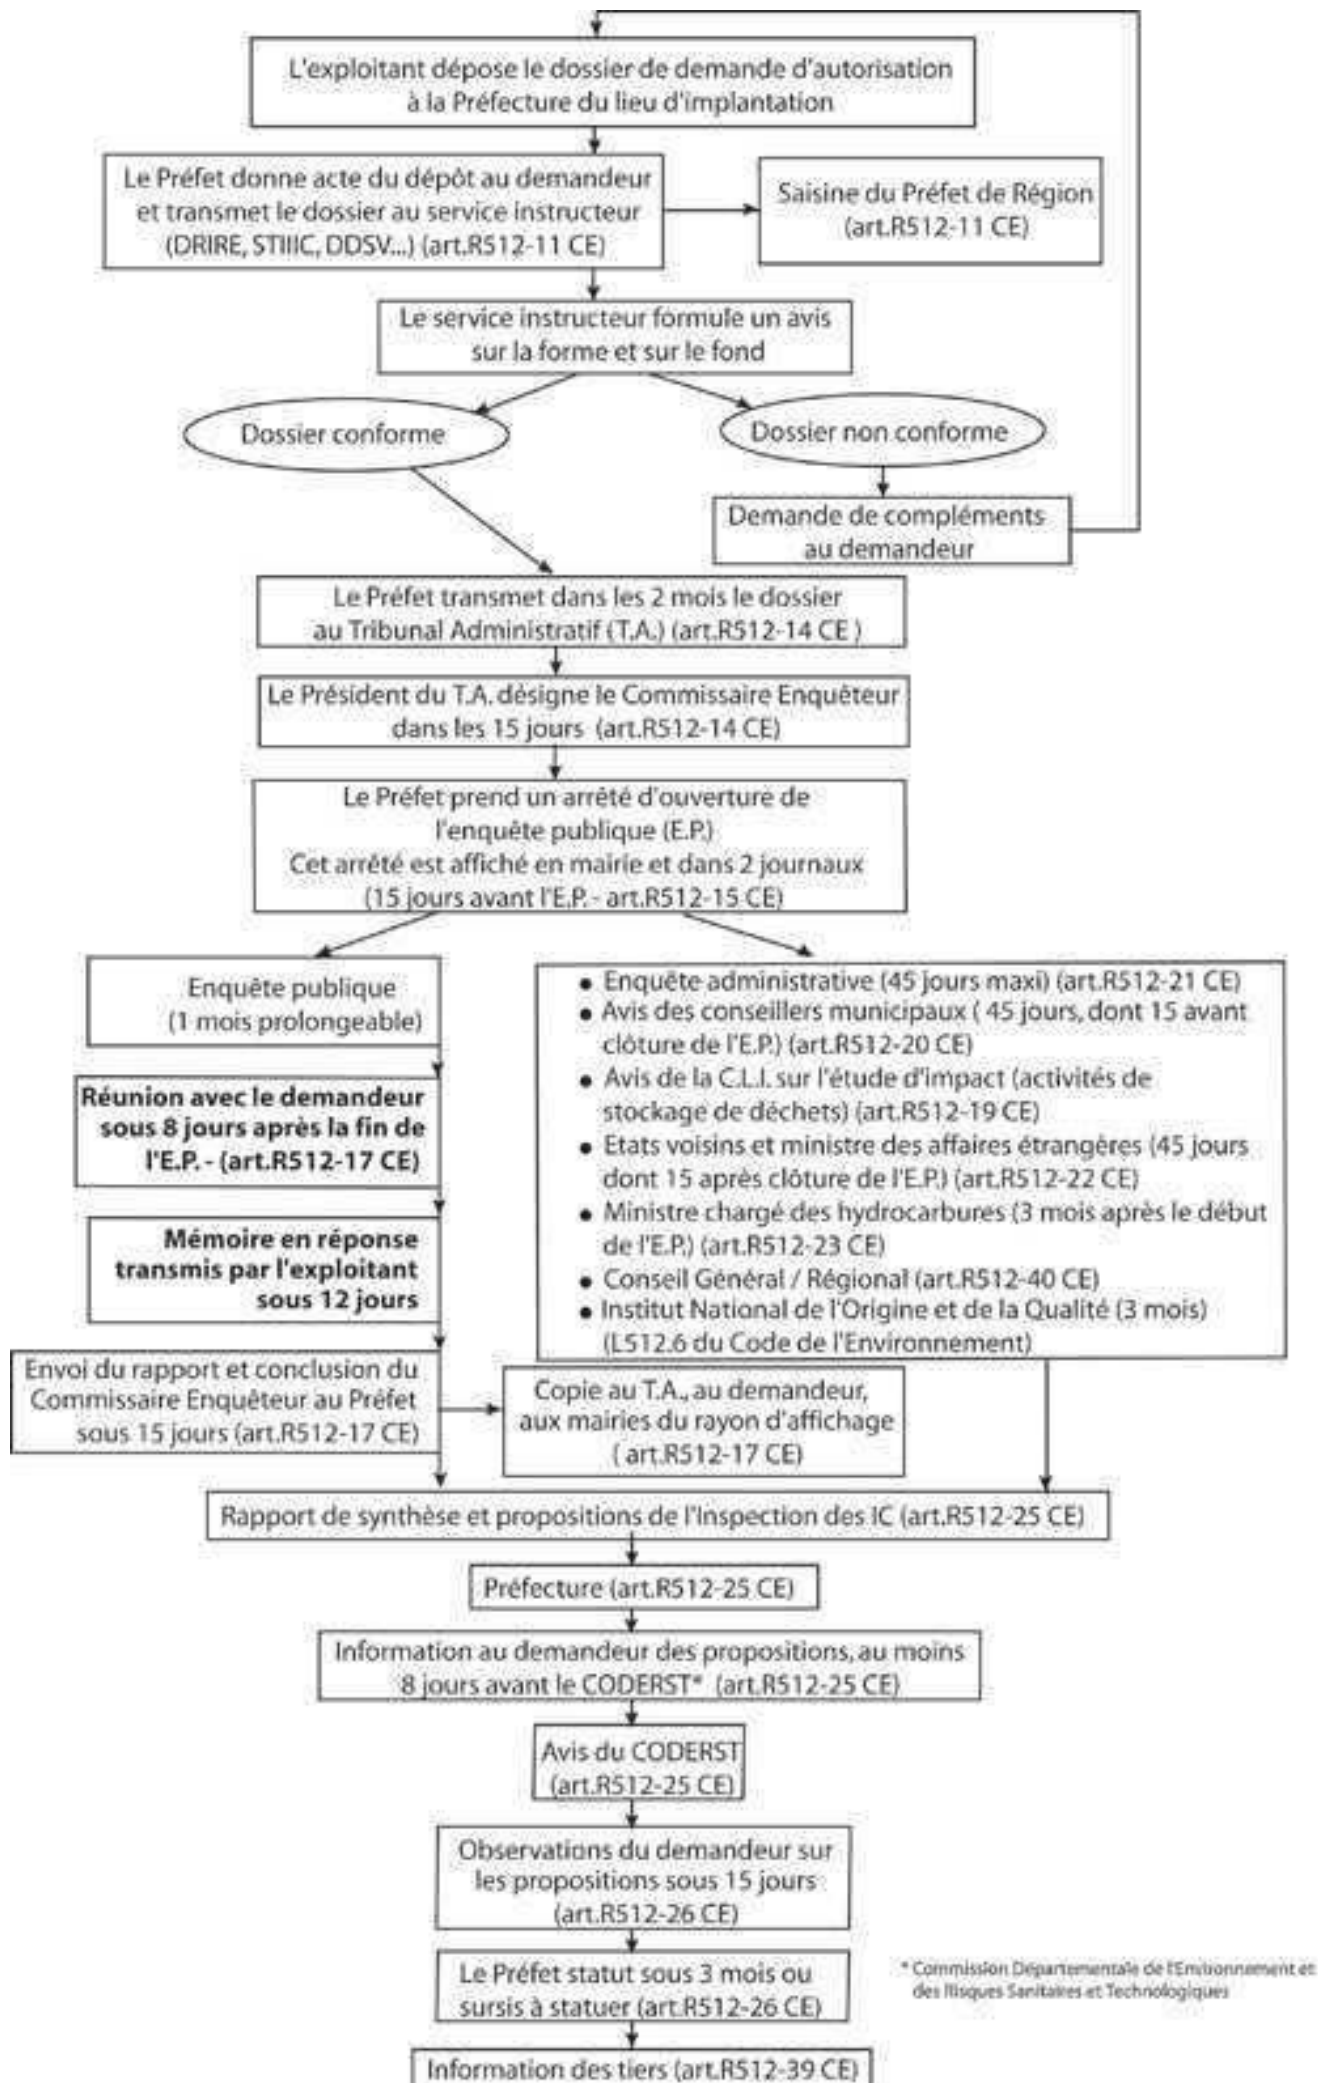 L'exploitant dépose le dossier de demande d'autorisation
à la Préfecture du lieu d'implantation
Le Préfet donne acte du dépôt au demandeur
et transmet le dossier au service instructeur
(DRIRE, STIIIC, DDSV...) (art.R512-11 CE)
Saisine du Préfet de Région
(art.R512-11 CE)
Le service instructeur formule un avis
sur la forme et sur le fond
Dossier conforme
Dossier non conforme
Demande de compléments
au demandeur
Le Préfet transmet dans les 2 mois le dossier
au Tribunal Administratif (T.A.) (art.R512-14 CE )
Le Président du T.A. désigne le Commissaire Enquêteur
dans les 15 jours (art.R512-14 CE)
Le Préfet prend un arrêté d'ouverture de
l'enquête publique (E.P.)
Cet arrêté est affiché en mairie et dans 2 journaux
(15 jours avant l'E.P. - art.R512-15 CE)
Enquête publique
(1 mois prolongeable)
Réunion avec le demandeur
sous 8 jours après la fin de
l'E.P. - (art.R512-17 CE)
Mémoire en réponse
transmis par l'exploitant
sous 12 jours
Envoi du rapport et conclusion du
Commissaire Enquêteur au Préfet
sous 15 jours (art.R512-17 CE)
• Enquête administrative (45 jours maxi) (art.R512-21 CE)
• Avis des conseillers municipaux ( 45 jours, dont 15 avant
clôture de l'E.P.) (art.R512-20 CE)
• Avis de la C.L.I. sur l'étude d'impact (activités de
stockage de déchets) (art.R512-19 CE)
• Etats voisins et ministre des affaires étrangères (45 jours
dont 15 après clôture de l'E.P.) (art.R512-22 CE)
• Ministre chargé des hydrocarbures (3 mois après le début
de l'E.P.) (art.R512-23 CE)
• Conseil Général / Régional (art.R512-40 CE)
• Institut National de l'Origine et de la Qualité (3 mois)
(L512.6 du Code de l'Environnement)
Copie au T.A., au demandeur,
aux mairies du rayon d'affichage
( art.R512-17 CE)
Rapport de synthèse et propositions de l'Inspection des IC (art.R512-25 CE)
Préfecture (art.R512-25 CE)
Information au demandeur des propositions, au moins
8 jours avant le CODERST* (art.R512-25 CE)
Avis du CODERST
(art.R512-25 CE)
Observations du demandeur sur
les propositions sous 15 jours
(art.R512-26 CE)
Le Préfet statut sous 3 mois ou
sursis à statuer (art.R512-26 CE)
* Commission Départementale de l'Environnement et
des Risques Sanitaires et Technologiques
Information des tiers (art.R512-39 CE)